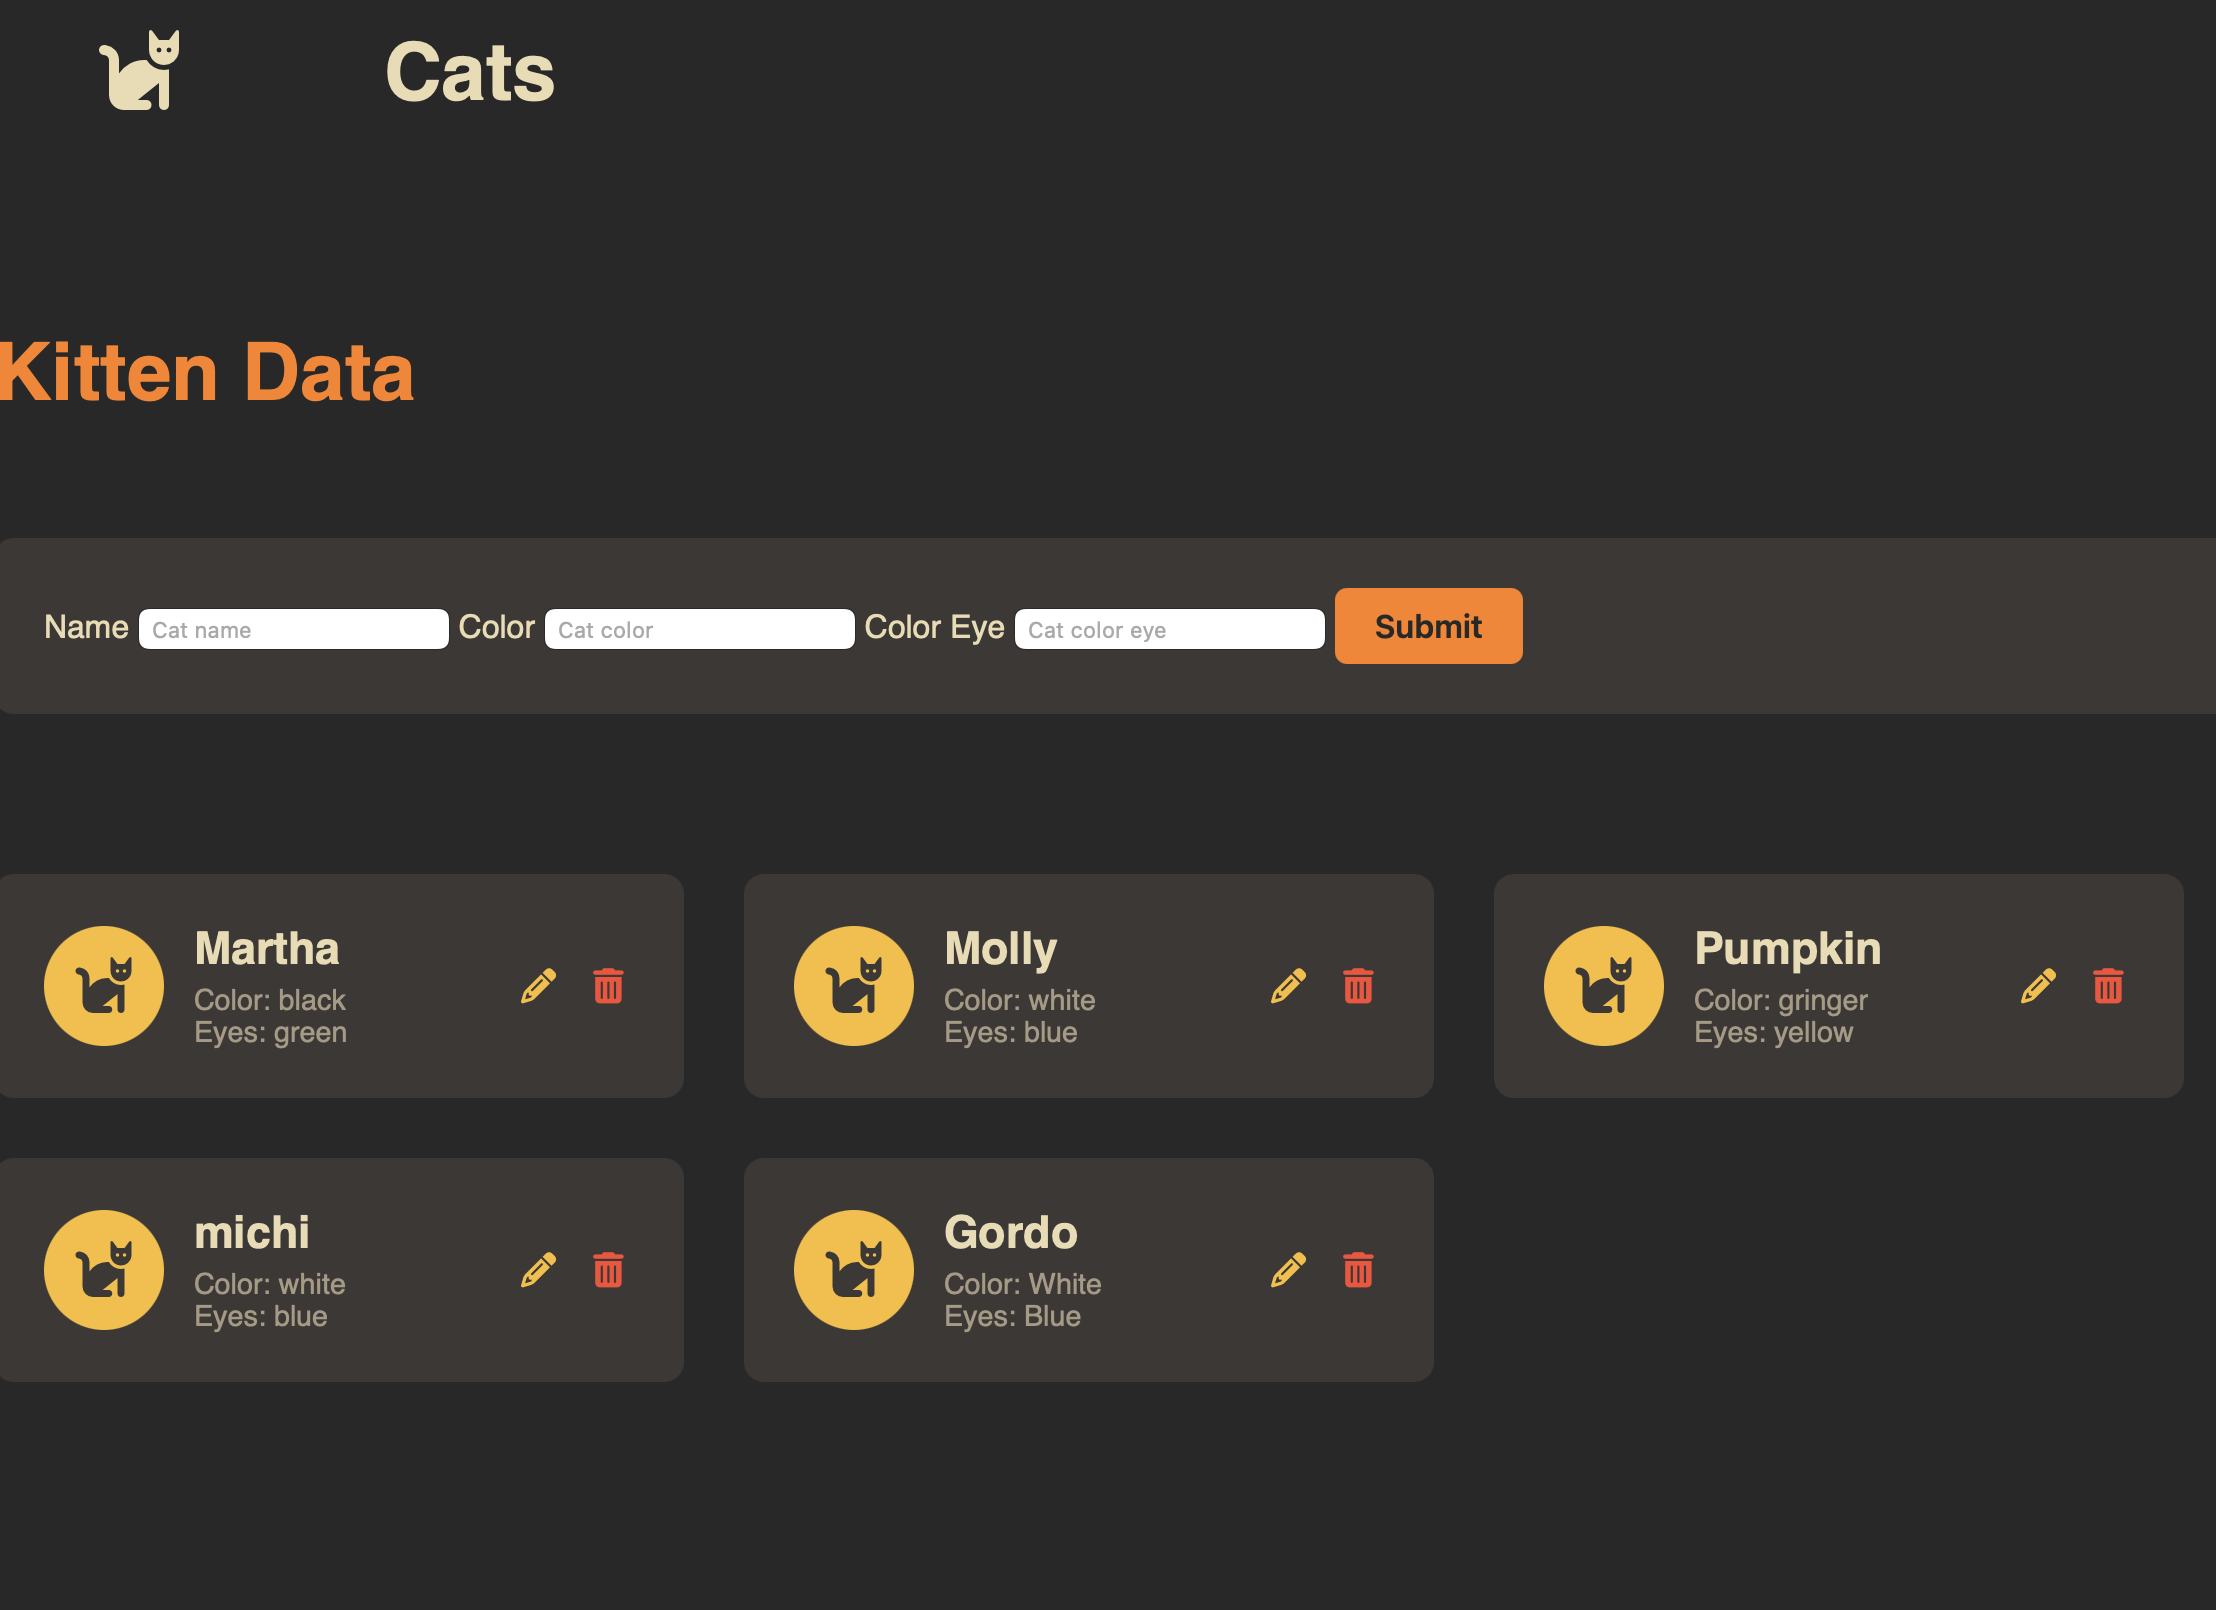 Cats
Kitten Data
Name Cat name Color Cat color Color Eye Cat color eye Submit
Martha
Color: black
Eyes: green
Molly
Color: white
Eyes: blue
Pumpkin
Color: gringer
Eyes: yellow
michi
Color: white
Eyes: blue
Gordo
Color: White
Eyes: Blue